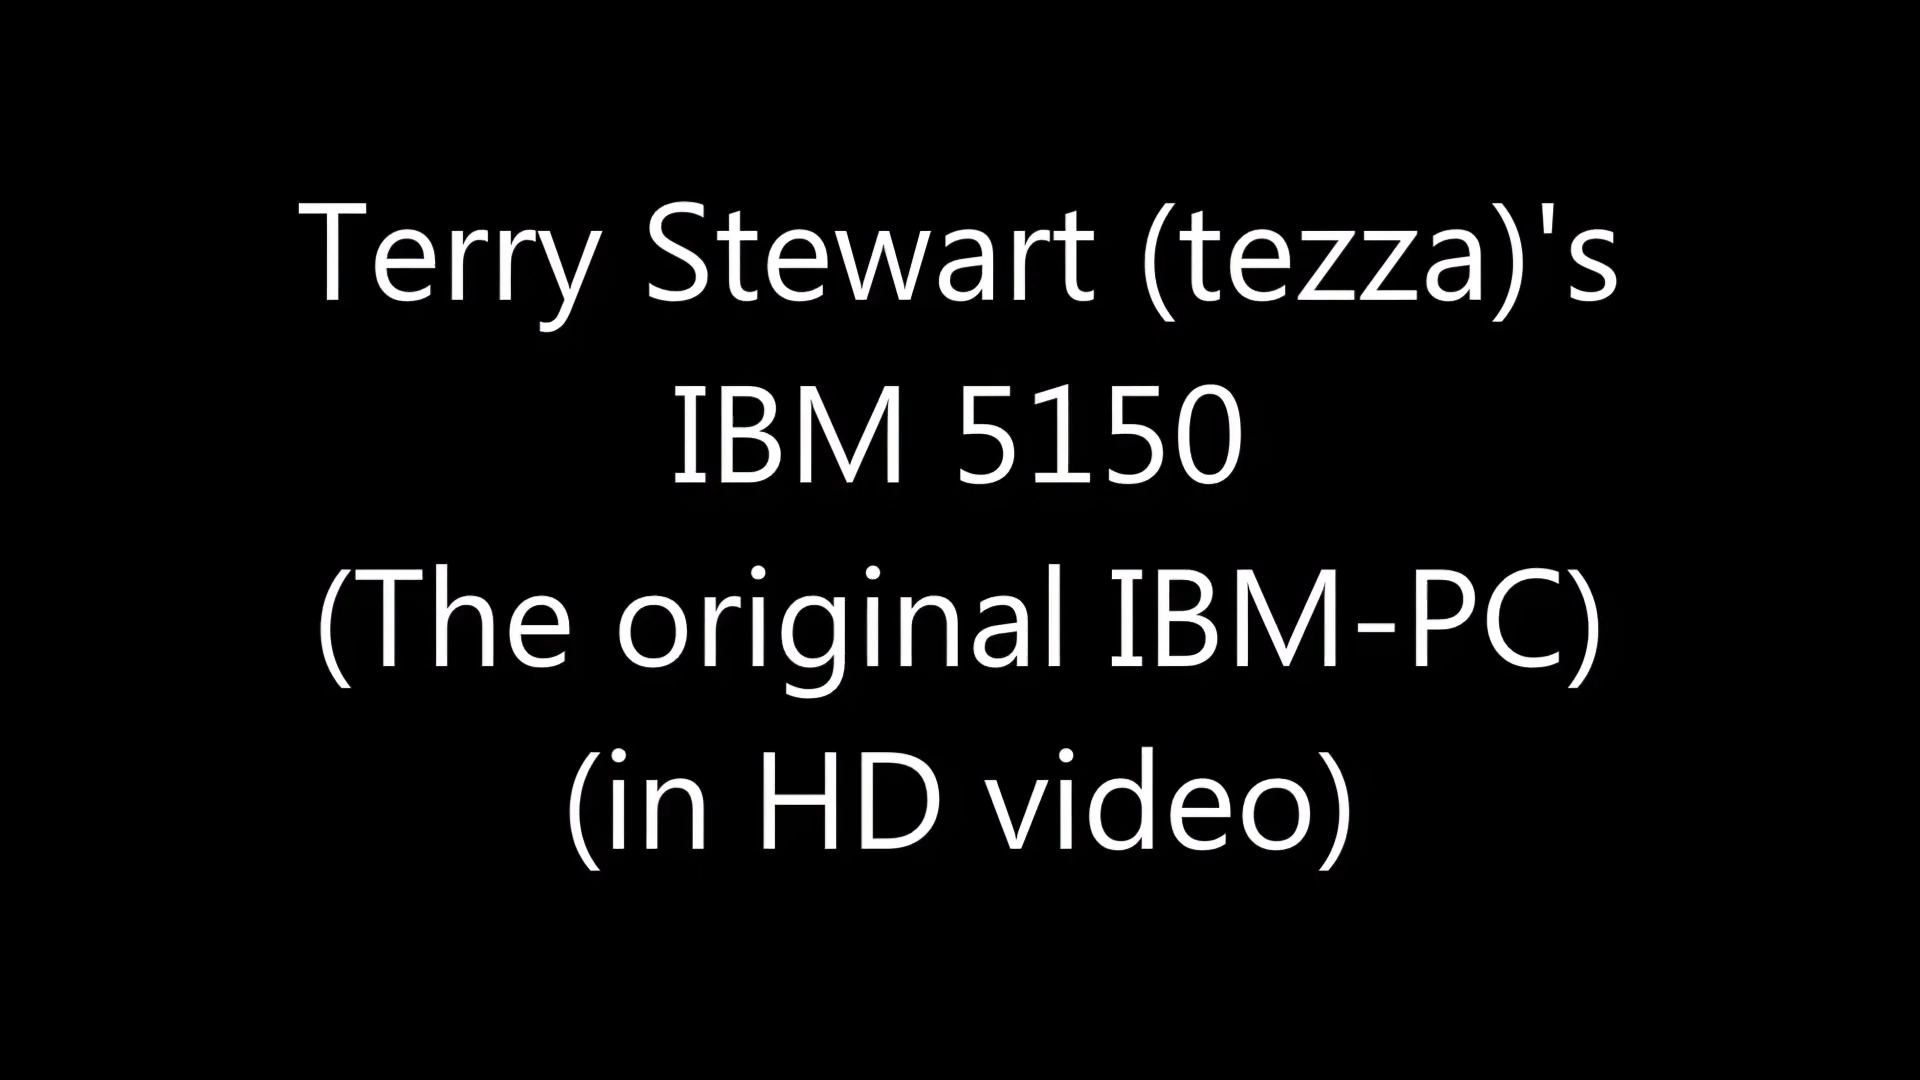 Terry Stewart (tezza)'s
IBM 5150
(The original IBM-PC)
(in HD video)